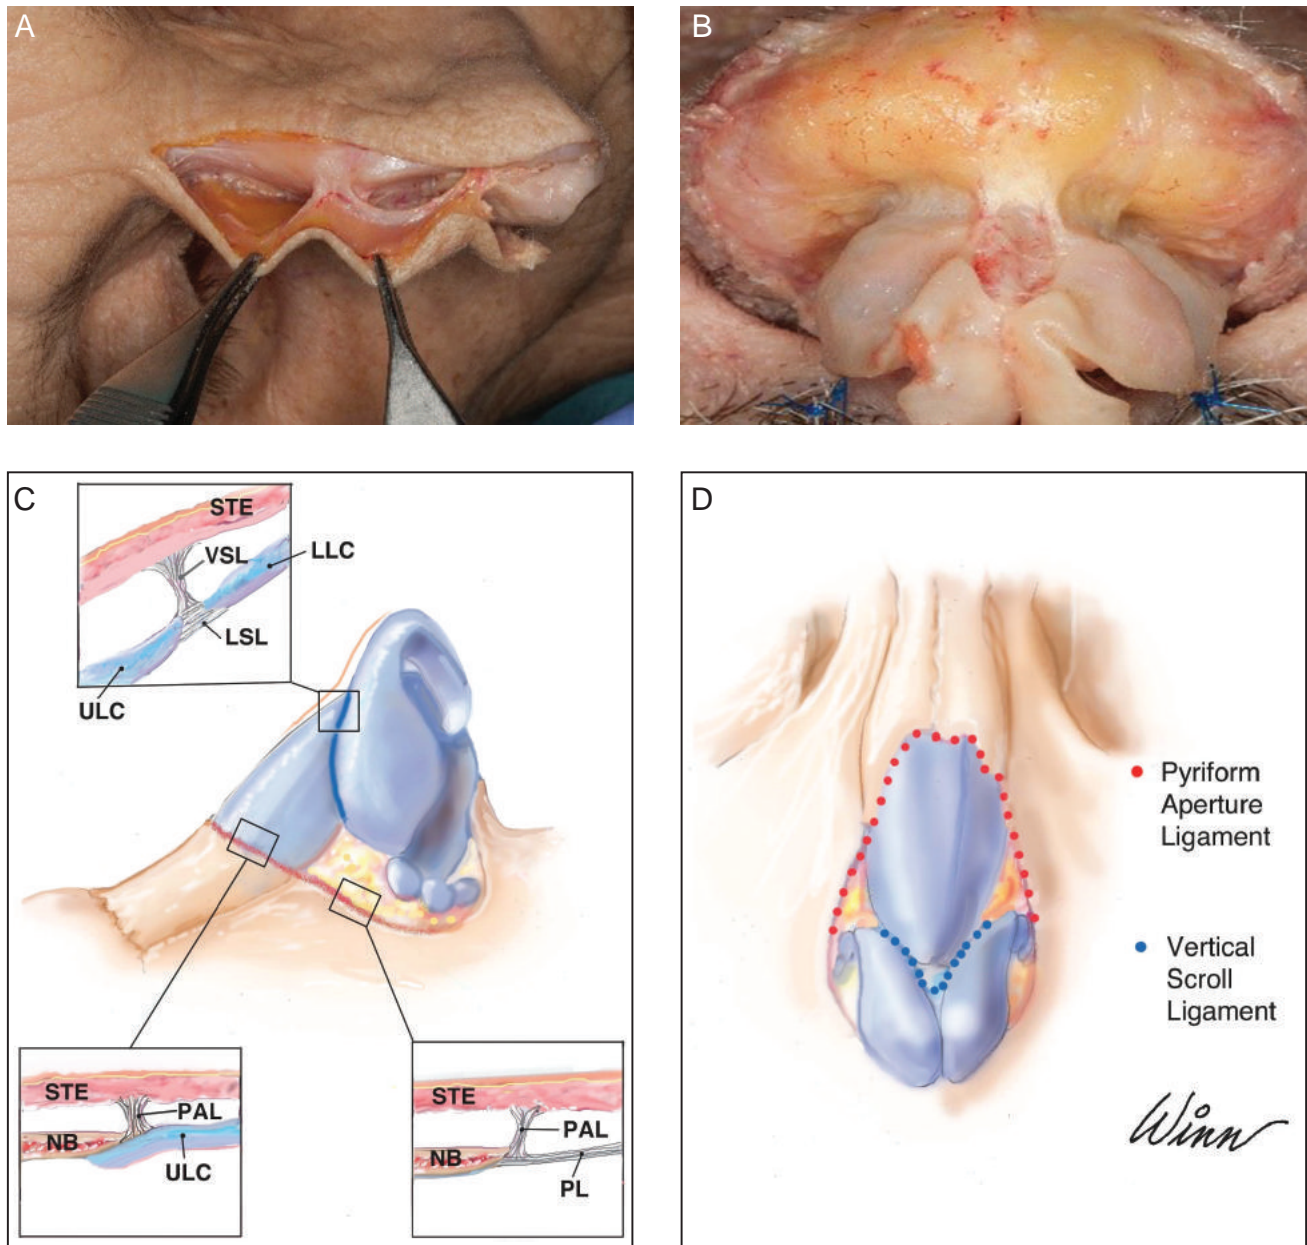 A
B
C
STE
VSL
LLC
LSL
ULC
STE
PAL
NB
ULC
STE
PAL
NB
PL
D
Pyriform
Aperture
Ligament
Vertical
Scroll
Ligament
Winn